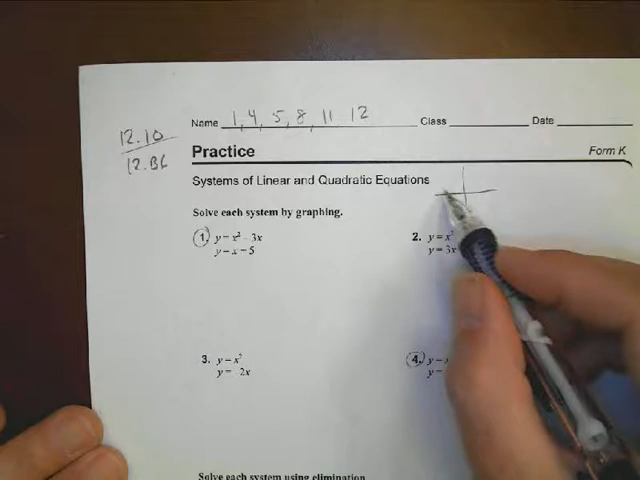 12.10
12.B6
Name 1, 4, 5, 8, 11 12 Class Date
Practice Form K
Systems of Linear and Quadratic Equations
Solve each system by graphing.
1. y = x² - 3x
y = x - 5
2. y = x²
y = 3x
3. y = x²
y = 2x
4. y =
y =
Solve each system using elimination.